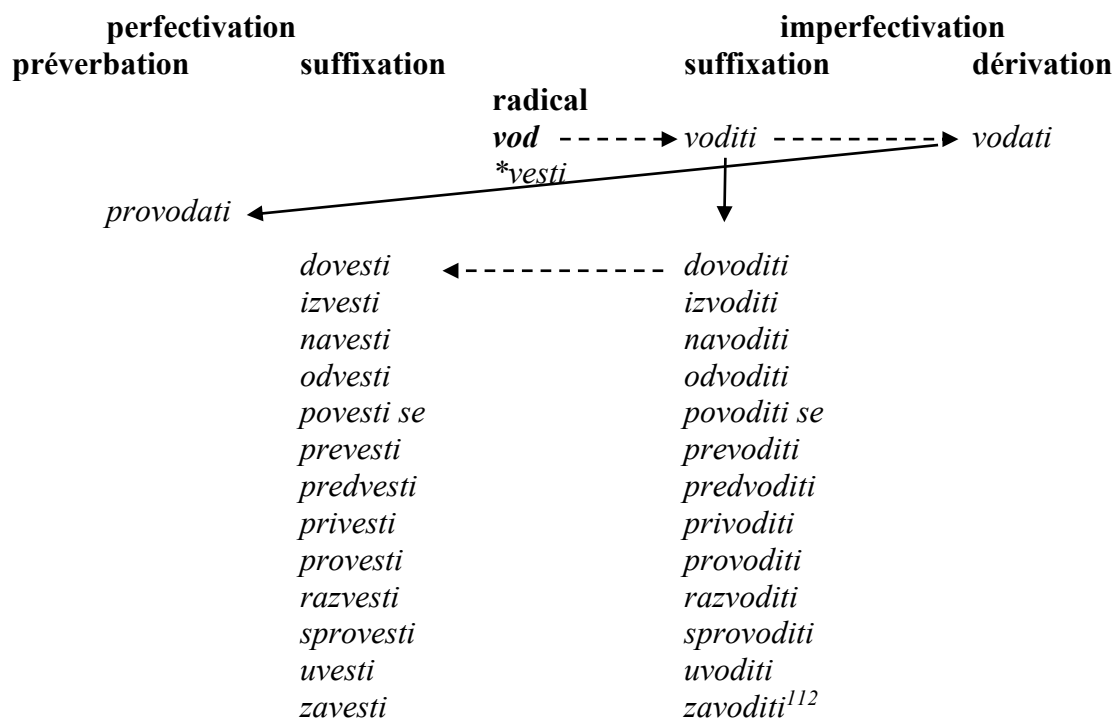 perfectivation imperfectivation
préverbation suffixation suffixation dérivation
radical
vod voditi vodati
*vesti
provodati
dovesti dovoditi
izvesti izvoditi
navesti navoditi
odvesti odvoditi
povesti se povoditi se
prevesti prevoditi
predvesti predvoditi
privesti privoditi
provesti provoditi
razvesti razvoditi
sprovesti sprovoditi
uvesti uvoditi
zavesti zavoditi112